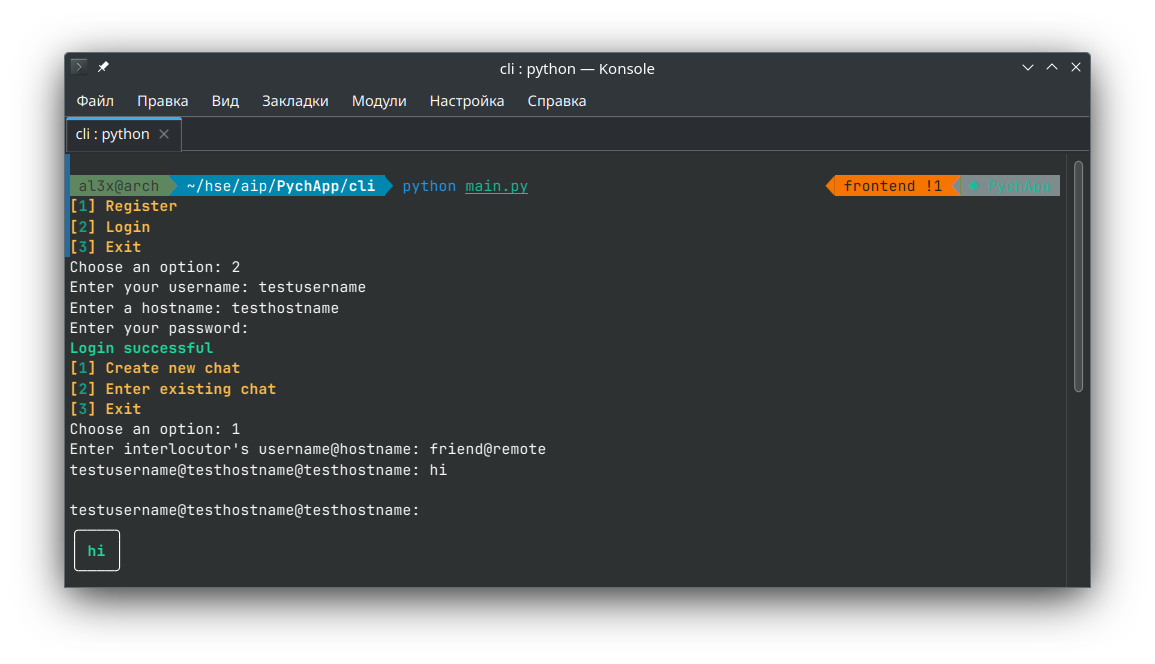 cli : python — Konsole
Файл Правка Вид Закладки Модули Настройка Справка
cli : python
al3x@arch ~/hse/aip/PychApp/cli python main.py frontend !1 PychApp
[1] Register
[2] Login
[3] Exit
Choose an option: 2
Enter your username: testusername
Enter a hostname: testhostname
Enter your password:
Login successful
[1] Create new chat
[2] Enter existing chat
[3] Exit
Choose an option: 1
Enter interlocutor's username@hostname: friend@remote
testusername@testhostname@testhostname: hi
testusername@testhostname@testhostname:
hi